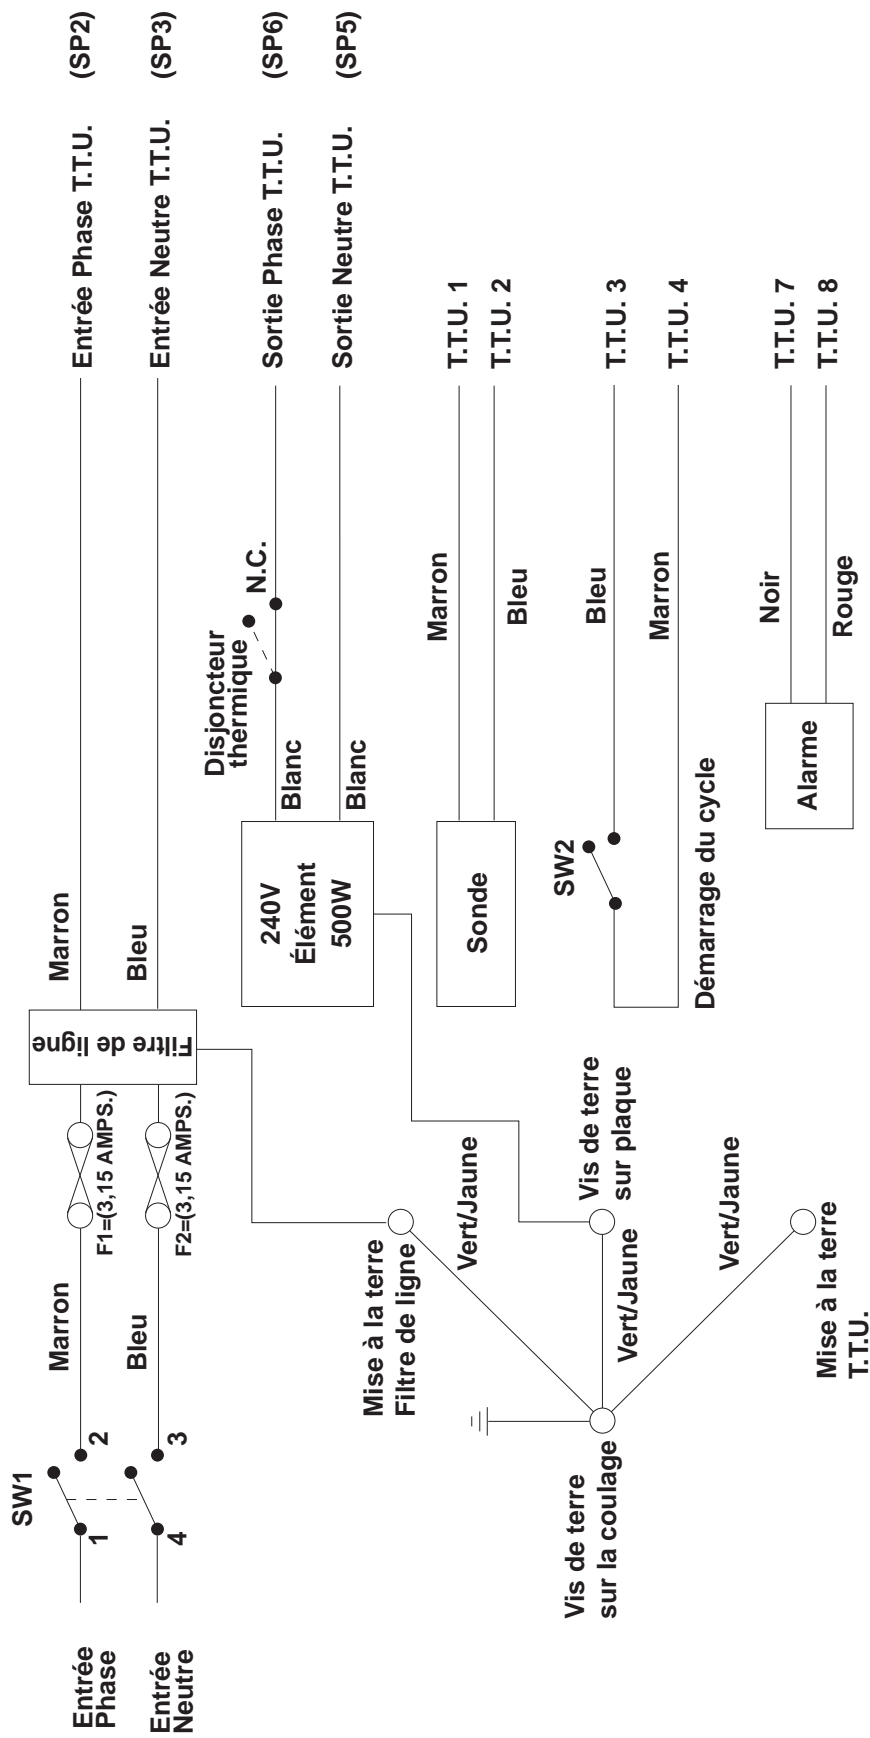 Entrée
Phase
Entrée
Neutre
SW1
1
2
4
3
Marron
Bleu
F1=(3,15 AMPS.)
F2=(3,15 AMPS.)
Filtre de ligne
Marron
Bleu
Entrée Phase T.T.U. (SP2)
Entrée Neutre T.T.U. (SP3)
240V
Élément
500W
Blanc
Blanc
Disjoncteur
thermique
N.C.
Sortie Phase T.T.U. (SP6)
Sortie Neutre T.T.U. (SP5)
Sonde
Marron
Bleu
T.T.U. 1
T.T.U. 2
SW2
Démarrage du cycle
Bleu
Marron
T.T.U. 3
T.T.U. 4
Alarme
Noir
Rouge
T.T.U. 7
T.T.U. 8
Mise à la terre
Filtre de ligne
Vert/Jaune
Vis de terre
sur plaque
Vert/Jaune
Vis de terre
sur la coulage
Vert/Jaune
Mise à la terre
T.T.U.